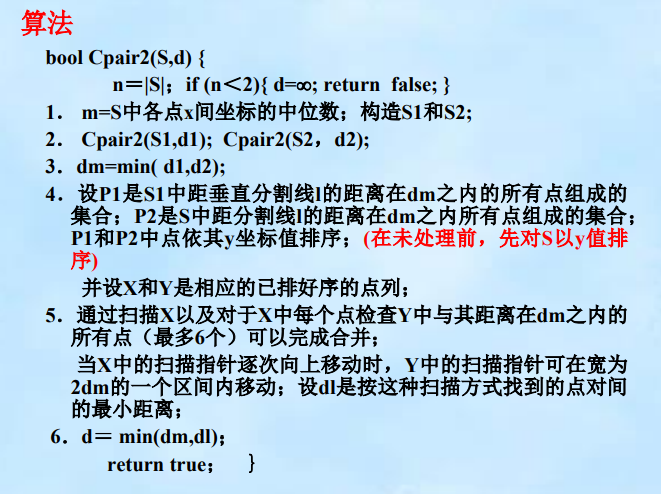 算法
bool Cpair2(S,d) {
n＝|S|；if (n＜2){ d=∞; return false; }
1． m=S中各点x间坐标的中位数；构造S1和S2;
2． Cpair2(S1,d1); Cpair2(S2，d2);
3．dm=min( d1,d2);
4．设P1是S1中距垂直分割线l的距离在dm之内的所有点组成的
集合；P2是S中距分割线l的距离在dm之内所有点组成的集合；
P1和P2中点依其y坐标值排序；(在未处理前，先对S以y值排
序)
并设X和Y是相应的已排好序的点列；
5．通过扫描X以及对于X中每个点检查Y中与其距离在dm之内的
所有点（最多6个）可以完成合并；
当X中的扫描指针逐次向上移动时，Y中的扫描指针可在宽为
2dm的一个区间内移动；设dl是按这种扫描方式找到的点对间
的最小距离；
6．d＝ min(dm,dl)；
return true； }